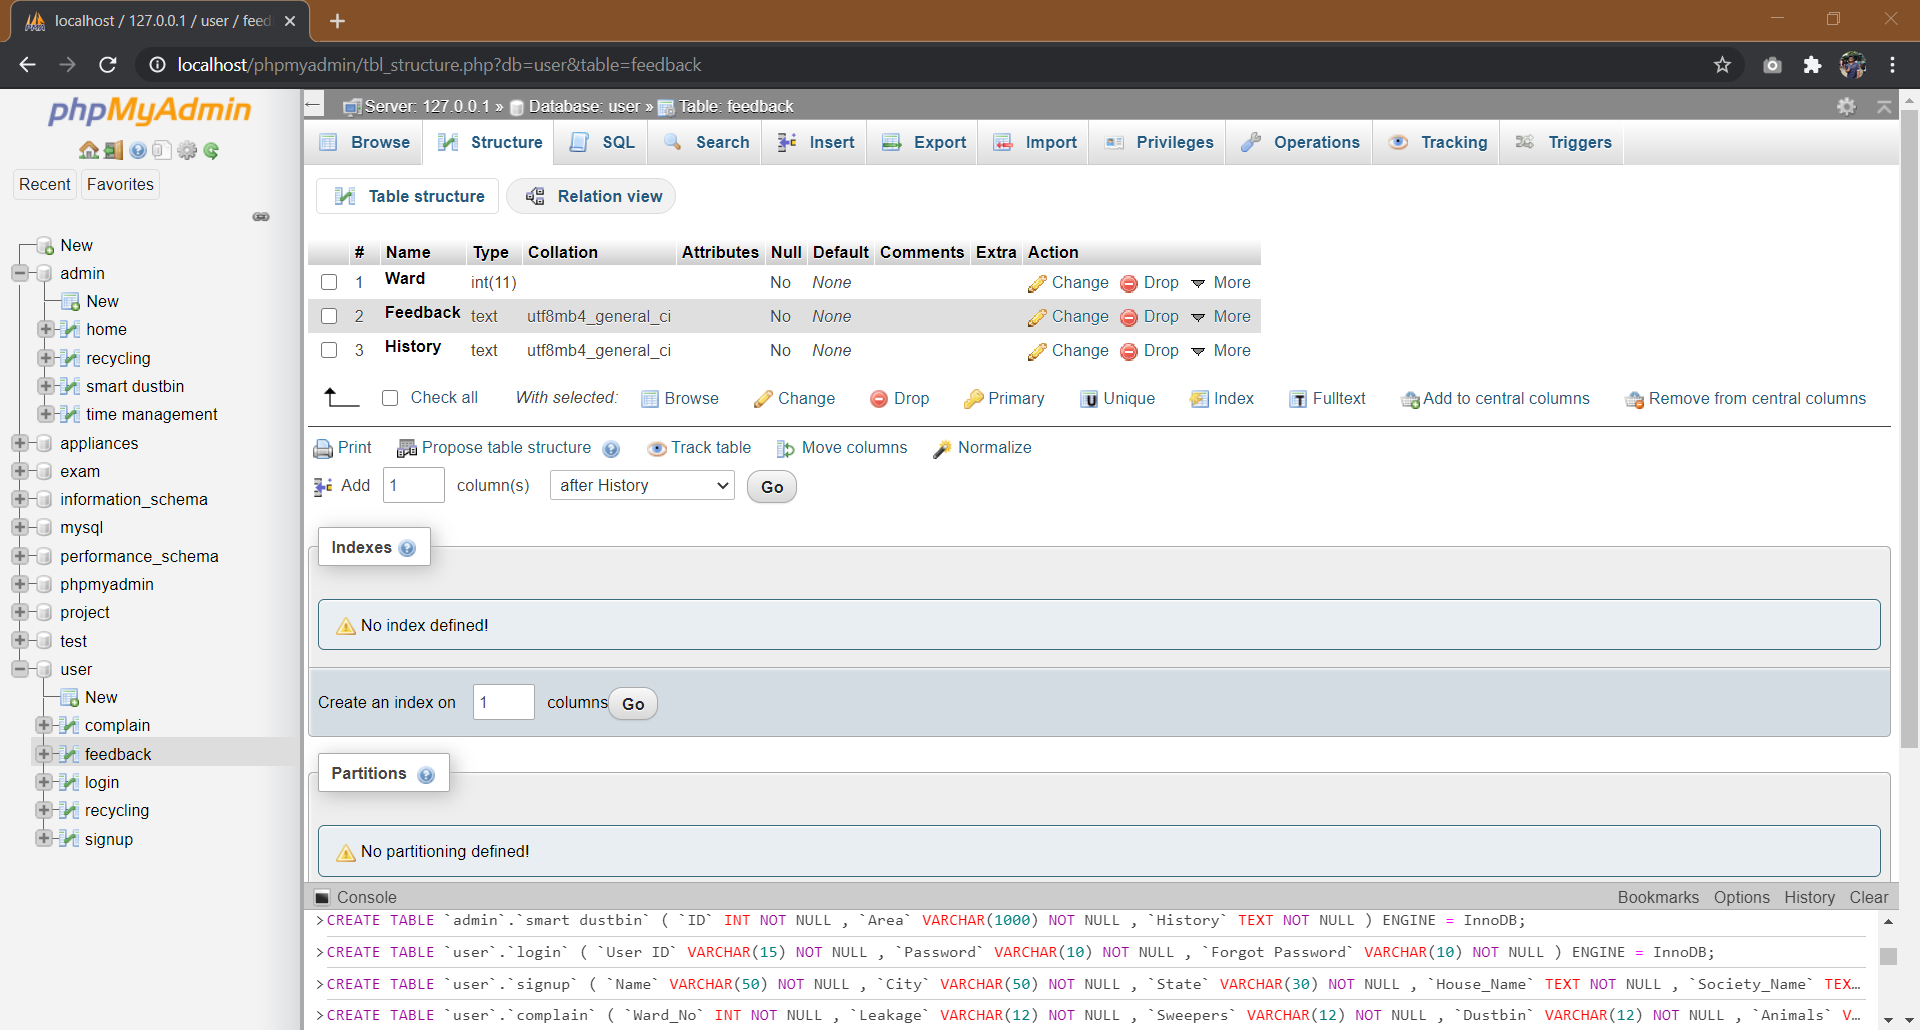 localhost / 127.0.0.1 / user / feed
localhost/phpmyadmin/tbl_structure.php?db=user&table=feedback
phpMyAdmin
Recent Favorites
New
admin
New
home
recycling
smart dustbin
time management
appliances
exam
information_schema
mysql
performance_schema
phpmyadmin
project
test
user
New
complain
feedback
login
recycling
signup
Server: 127.0.0.1 » Database: user » Table: feedback
Browse Structure SQL Search Insert Export Import Privileges Operations Tracking Triggers
Table structure Relation view
# Name Type Collation Attributes Null Default Comments Extra Action
1 Ward int(11) No None Change Drop More
2 Feedback text utf8mb4_general_ci No None Change Drop More
3 History text utf8mb4_general_ci No None Change Drop More
Check all With selected: Browse Change Drop Primary Unique Index Fulltext Add to central columns Remove from central columns
Print Propose table structure Track table Move columns Normalize
Add 1 column(s) after History Go
Indexes
No index defined!
Create an index on 1 columns Go
Partitions
No partitioning defined!
Console Bookmarks Options History Clear
>CREATE TABLE `admin`.`smart dustbin` ( `ID` INT NOT NULL , `Area` VARCHAR(1000) NOT NULL , `History` TEXT NOT NULL ) ENGINE = InnoDB;
>CREATE TABLE `user`.`login` ( `User ID` VARCHAR(15) NOT NULL , `Password` VARCHAR(10) NOT NULL , `Forgot Password` VARCHAR(10) NOT NULL ) ENGINE = InnoDB;
>CREATE TABLE `user`.`signup` ( `Name` VARCHAR(50) NOT NULL , `City` VARCHAR(50) NOT NULL , `State` VARCHAR(30) NOT NULL , `House_Name` TEXT NOT NULL , `Society_Name` TEX…
>CREATE TABLE `user`.`complain` ( `Ward_No` INT NOT NULL , `Leakage` VARCHAR(12) NOT NULL , `Sweepers` VARCHAR(12) NOT NULL , `Dustbin` VARCHAR(12) NOT NULL , `Animals` V…